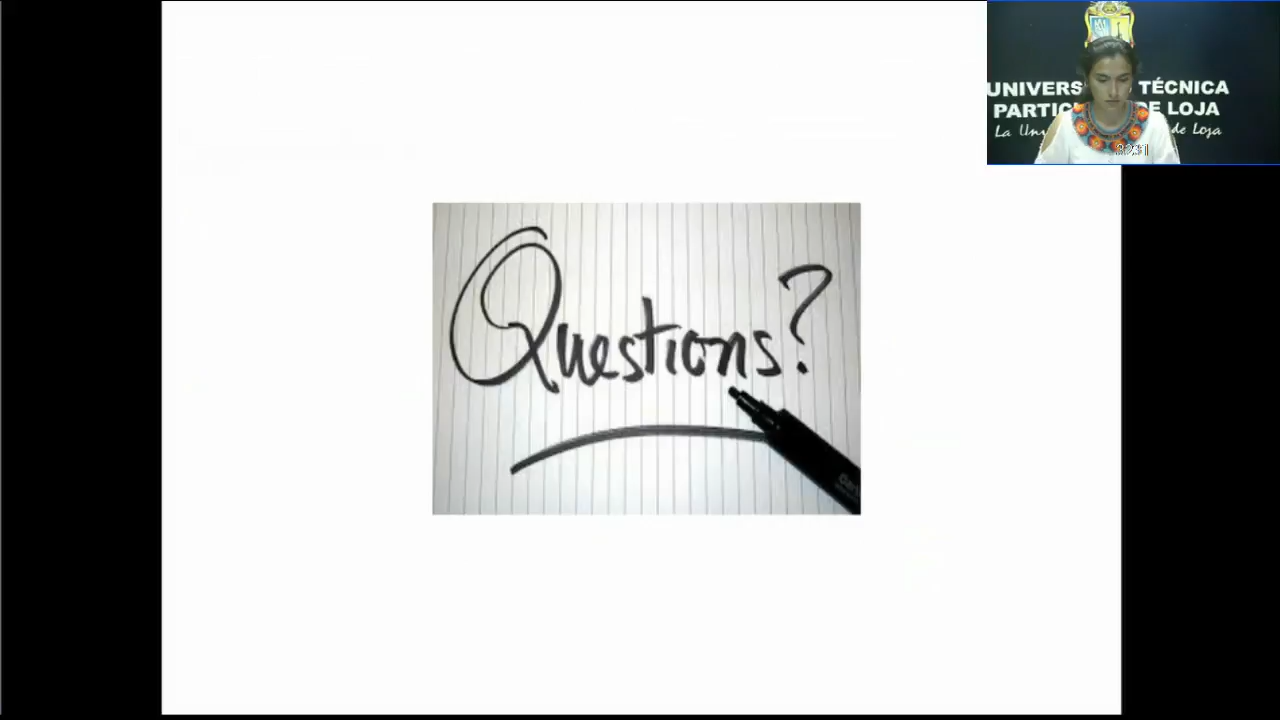 UNIVERS TÉCNICA
PARTIC DE LOJA
La Un de Loja
Questions?